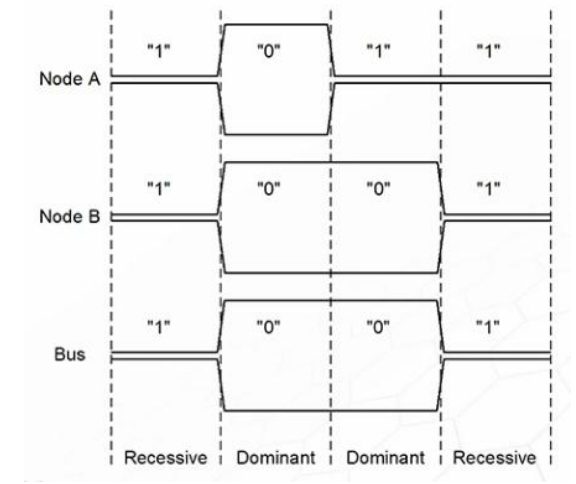 "1" "0" "1" "1"
Node A
"1" "0" "0" "1"
Node B
"1" "0" "0" "1"
Bus
Recessive Dominant Dominant Recessive